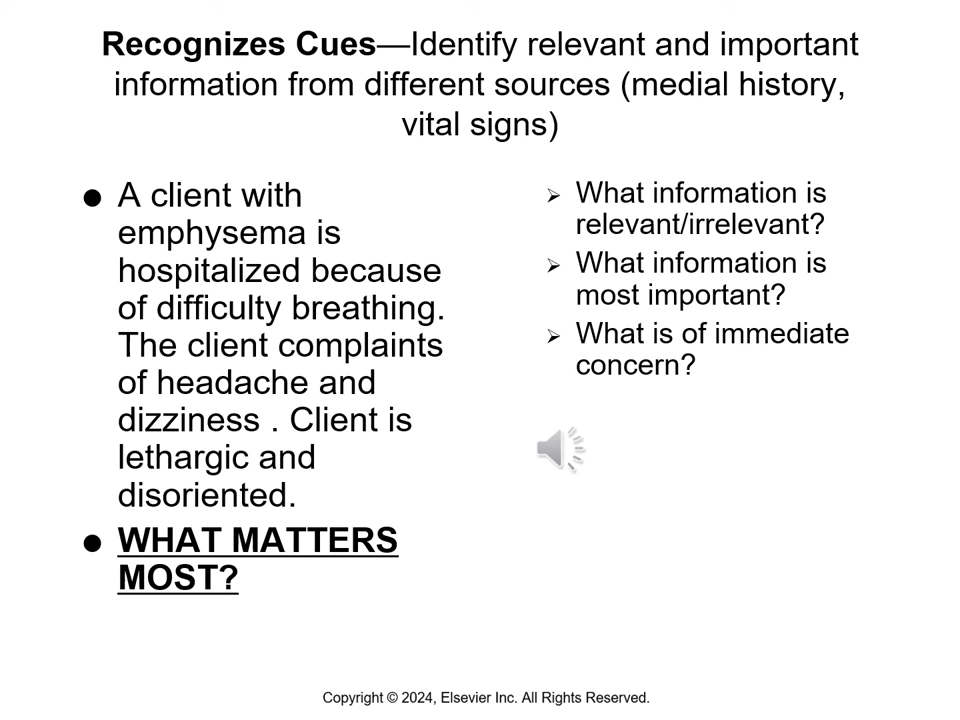 Recognizes Cues—Identify relevant and important
information from different sources (medial history,
vital signs)
● A client with
emphysema is
hospitalized because
of difficulty breathing.
The client complaints
of headache and
dizziness . Client is
lethargic and
disoriented.
● WHAT MATTERS
MOST?
➢ What information is
relevant/irrelevant?
➢ What information is
most important?
➢ What is of immediate
concern?
Copyright © 2024, Elsevier Inc. All Rights Reserved.